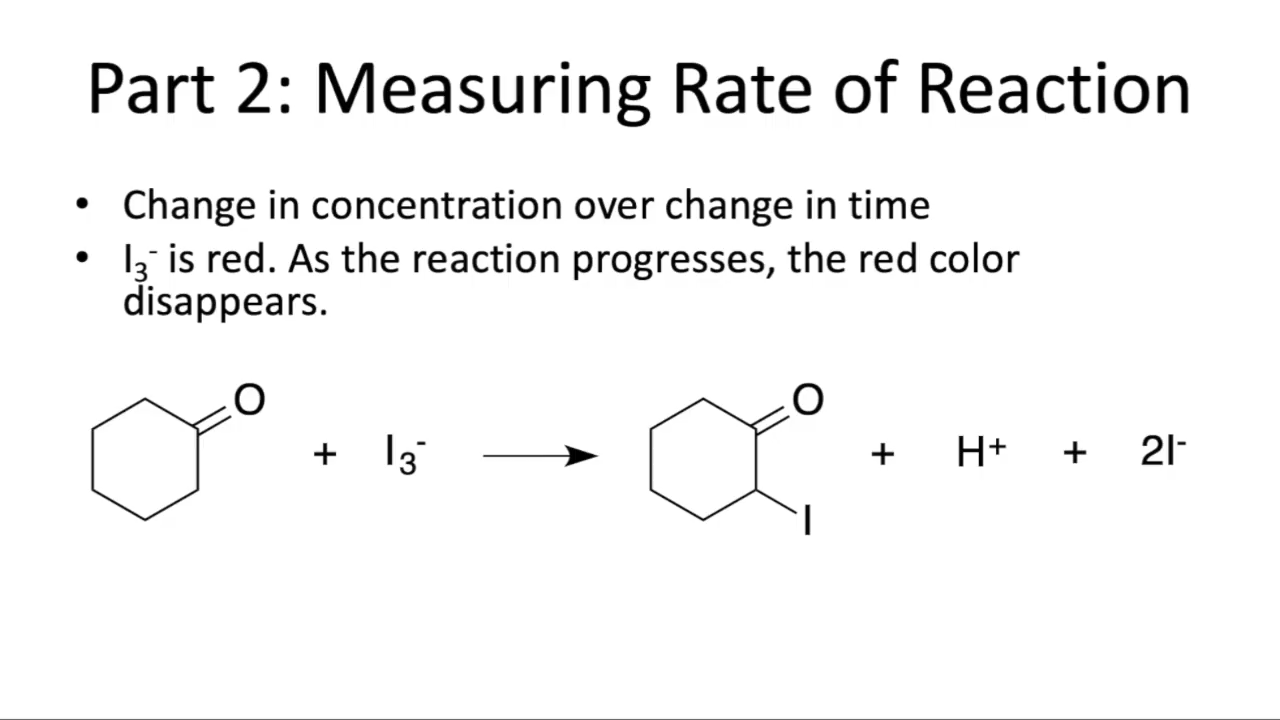 Part 2: Measuring Rate of Reaction
• Change in concentration over change in time
• I₃⁻ is red. As the reaction progresses, the red color
disappears.
O + I₃⁻ O I + H⁺ + 2I⁻